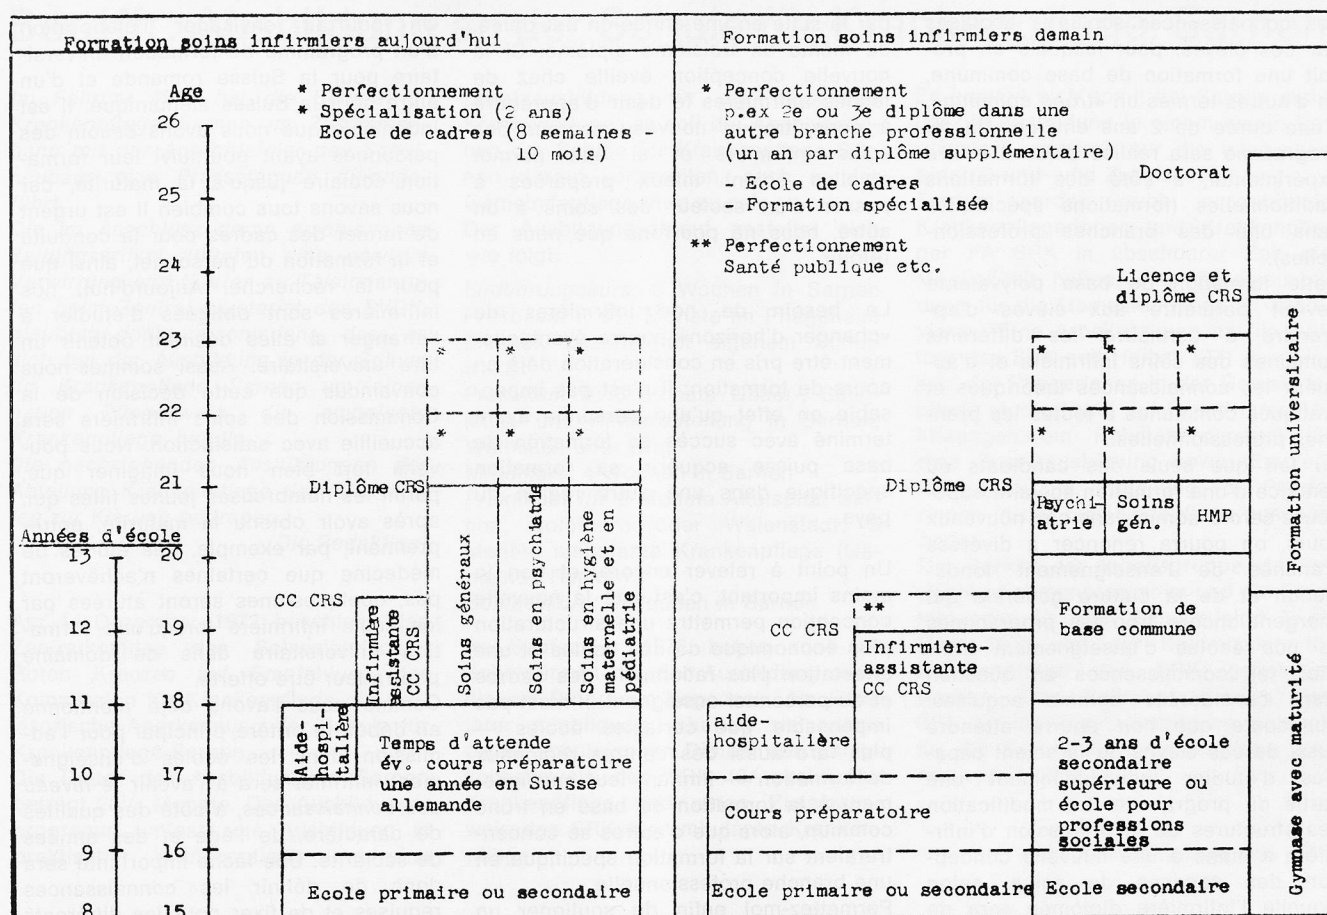 Formation soins infirmiers aujourd'hui
Age
26
25
24
23
22
21
Années d'école
13 20
12 19
11 18
10 17
9 16
8 15
* Perfectionnement
* Spécialisation (2 ans)
- Ecole de cadres (8 semaines -
10 mois)
* * **
Diplôme CRS
CC CRS
Infirmière
assistante
CC CRS
Soins généraux
Soins en psychiatrie
Soins en hygiène
maternelle et en
pédiatrie
Aide-
hospi-
talière
Temps d'attende
év. cours préparatoire
une année en Suisse
allemande
Ecole primaire ou secondaire
Formation soins infirmiers demain
* Perfectionnement
p.ex 2e ou 3e diplôme d'une
autre branche professionnelle
(un an par diplôme supplémentaire)
- Ecole de cadres
- Formation spécialisée
** Perfectionnement
Santé publique etc.
Doctorat
Licence et
diplôme CRS
* * *
Diplôme CRS
Psychi-
atrie
Soins
gén.
HMP
**
CC CRS
Infirmière-
assistante
CC CRS
Formation de
base commune
aide-
hospitalière
Cours préparatoire
2-3 ans d'école
secondaire
supérieure ou
école pour
professions
sociales
Ecoleprimaire ou secondaire
Ecole secondaire
Formation universitaire
Gymnase avec maturité